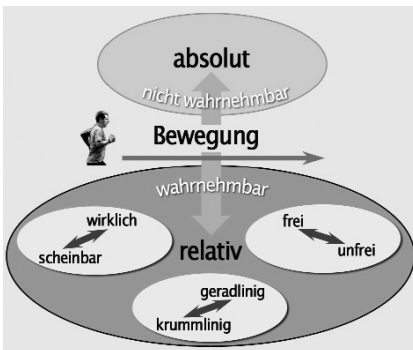 absolut
nicht wahrnehmbar
Bewegung
wahrnehmbar
wirklich
scheinbar
relativ
frei
unfrei
geradlinig
krummlinig